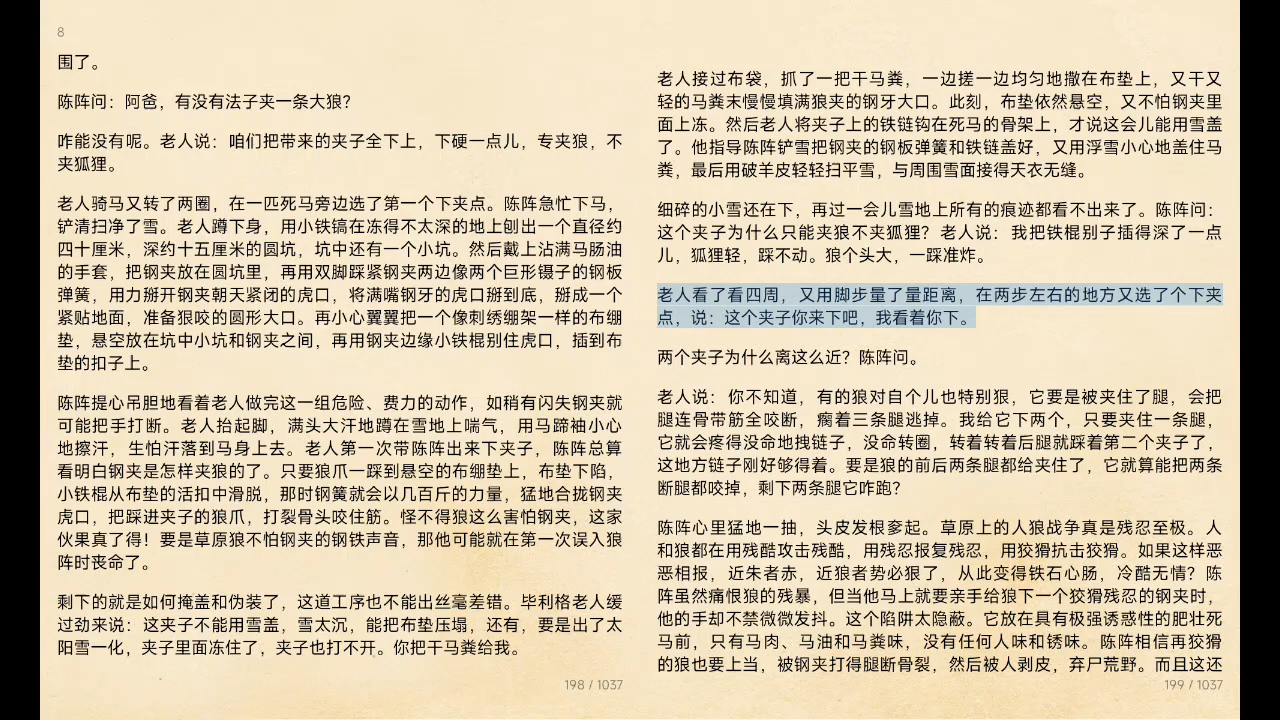 8
围了。
陈阵问：阿爸，有没有法子夹一条大狼？
咋能没有呢。老人说：咱们把带来的夹子全下上，下硬一点儿，专夹狼，不
夹狐狸。
老人骑马又转了两圈，在一匹死马旁边选了第一个下夹点。陈阵急忙下马，
铲清扫净了雪。老人蹲下身，用小铁镐在冻得不太深的地上刨出一个直径约
四十厘米，深约十五厘米的圆坑，坑中还有一个小坑。然后戴上沾满马肠油
的手套，把钢夹放在圆坑里，再用双脚踩紧钢夹两边像两个巨形镊子的钢板
弹簧，用力掰开钢夹朝天紧闭的虎口，将满嘴钢牙的虎口掰到底，掰成一个
紧贴地面，准备狠咬的圆形大口。再小心翼翼把一个像刺绣绷架一样的布绷
垫，悬空放在坑中小坑和钢夹之间，再用钢夹边缘小铁棍别住虎口，插到布
垫的扣子上。
陈阵提心吊胆地看着老人做完这一组危险、费力的动作，如稍有闪失钢夹就
可能把手打断。老人抬起脚，满头大汗地蹲在雪地上喘气，用马蹄袖小心
地擦汗，生怕汗落到马身上去。老人第一次带陈阵出来下夹子，陈阵总算
看明白钢夹是怎样夹狼的了。只要狼爪一踩到悬空的布绷垫上，布垫下陷，
小铁棍从布垫的活扣中滑脱，那时钢簧就会以几百斤的力量，猛地合拢钢夹
虎口，把踩进夹子的狼爪，打裂骨头咬住筋。怪不得狼这么害怕钢夹，这家
伙果真了得！要是草原狼不怕钢夹的钢铁声音，那他可能就在第一次误入狼
阵时丧命了。
剩下的就是如何掩盖和伪装了，这道工序也不能出丝毫差错。毕利格老人缓
过劲来说：这夹子不能用雪盖，雪太沉，能把布垫压塌，还有，要是出了太
阳雪一化，夹子里面冻住了，夹子也打不开。你把干马粪给我。
198 / 1037
老人接过布袋，抓了一把干马粪，一边搓一边均匀地撒在布垫上，又干又
轻的马粪末慢慢填满狼夹的钢牙大口。此刻，布垫依然悬空，又不怕钢夹里
面上冻。然后老人将夹子上的铁链钩在死马的骨架上，才说这会儿能用雪盖
了。他指导陈阵铲雪把钢夹的钢板弹簧和铁链盖好，又用浮雪小心地盖住马
粪，最后用破羊皮轻轻扫平雪，与周围雪面接得天衣无缝。
细碎的小雪还在下，再过一会儿雪地上所有的痕迹都看不出来了。陈阵问：
这个夹子为什么只能夹狼不夹狐狸？老人说：我把铁棍别子插得深了一点
儿，狐狸轻，踩不动。狼个头大，一踩准炸。
老人看了看四周，又用脚步量了量距离，在两步左右的地方又选了个下夹
点，说：这个夹子你来下吧，我看着你下。
两个夹子为什么离这么近？陈阵问。
老人说：你不知道，有的狼对自个儿也特别狠，它要是被夹住了腿，会把
腿连骨带筋全咬断，瘸着三条腿逃掉。我给它下两个，只要夹住一条腿，
它就会疼得没命地拽链子，没命转圈，转着转着后腿就踩着第二个夹子了，
这地方链子刚好够得着。要是狼的前后两条腿都给夹住了，它就算能把两条
断腿都咬掉，剩下两条腿它咋跑？
陈阵心里猛地一抽，头皮发根奓起。草原上的人狼战争真是残忍至极。人
和狼都在用残酷攻击残酷，用残忍报复残忍，用狡猾抗击狡猾。如果这样恶
恶相报，近朱者赤，近狼者势必狠了，从此变得铁石心肠，冷酷无情？陈
阵虽然痛恨狼的残暴，但当他马上就要亲手给狼下一个狡猾残忍的钢夹时，
他的手却不禁微微发抖。这个陷阱太隐蔽。它放在具有极强诱惑性的肥壮死
马前，只有马肉、马油和马粪味，没有任何人味和锈味。陈阵相信再狡猾
的狼也要上当，被钢夹打得腿断骨裂，然后被人剥皮，弃尸荒野。而且这还
199 / 1037